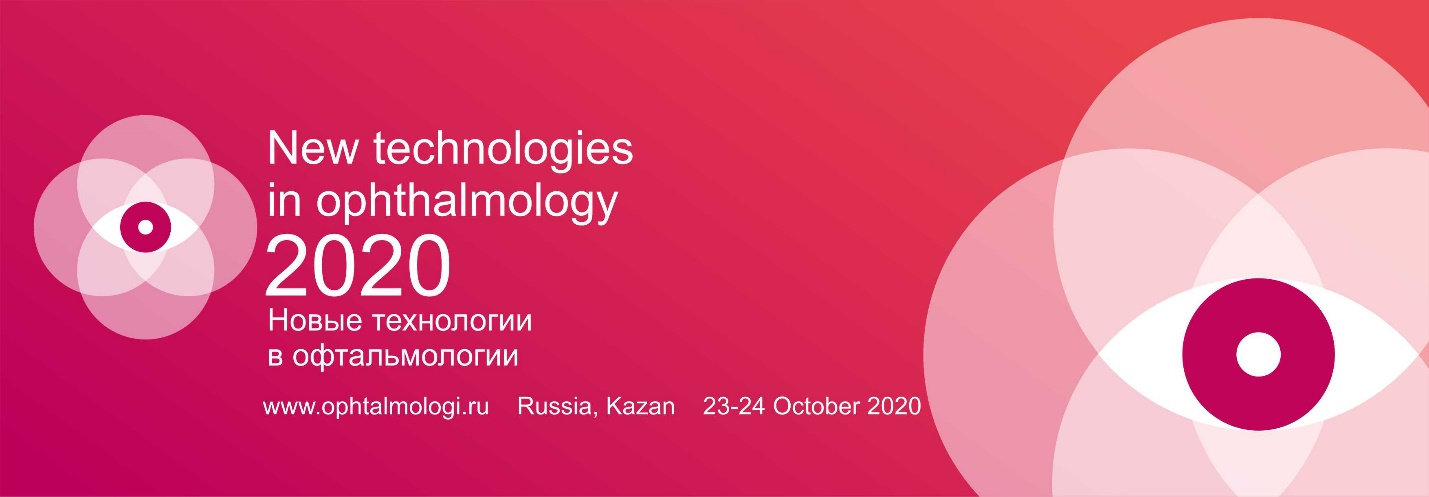 New technologies
in ophthalmology
2020
Новые технологии
в офтальмологии
www.ophtalmologi.ru Russia, Kazan 23-24 October 2020